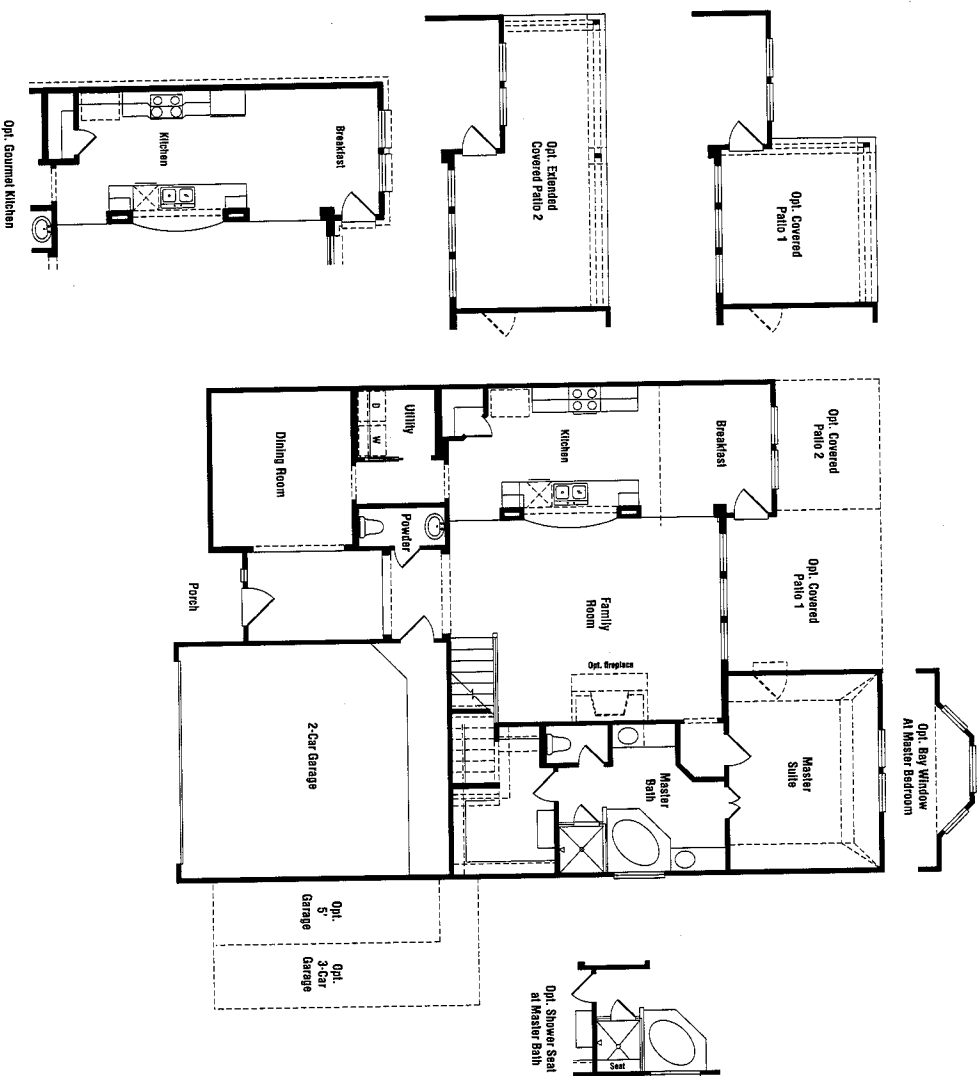 Opt. Gourmet Kitchen
Kitchen
Breakfast
Opt. Extended
Covered Patio 2
Opt. Covered
Patio 1
Opt. Covered
Patio 2
Opt. Covered
Patio 1
Breakfast
Kitchen
Utility
D
W
Dining Room
Powder
Porch
Family
Room
Opt. fireplace
Opt. Bay Window
At Master Bedroom
Master
Suite
Master
Bath
2-Car Garage
Opt.
5'
Garage
Opt.
3-Car
Garage
Opt. Shower Seat
at Master Bath
Seat